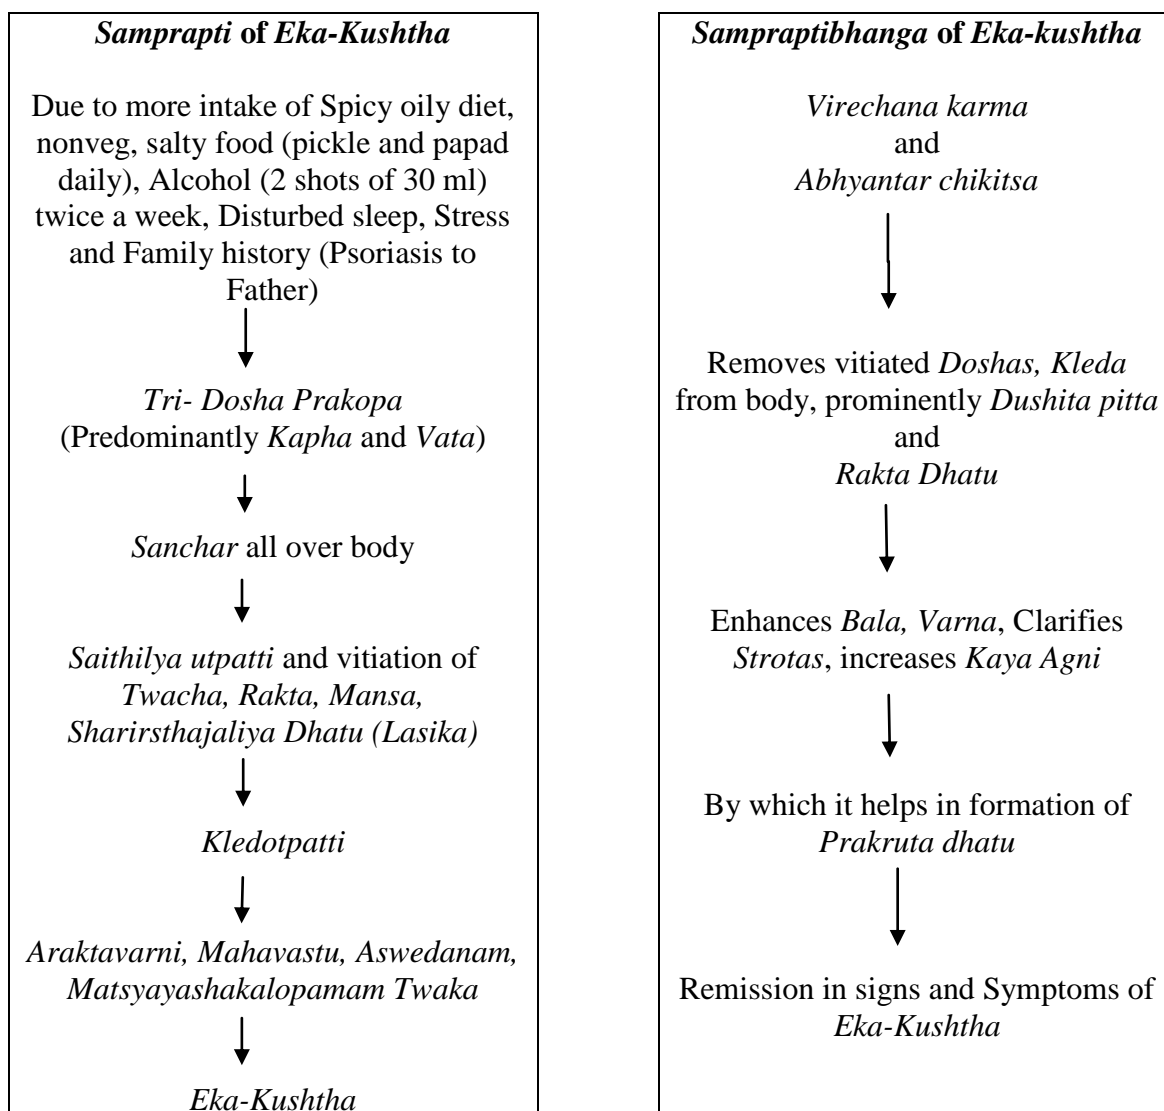 Samprapti of Eka-Kushtha
Due to more intake of Spicy oily diet,
nonveg, salty food (pickle and papad
daily), Alcohol (2 shots of 30 ml)
twice a week, Disturbed sleep, Stress
and Family history (Psoriasis to
Father)
Tri- Dosha Prakopa
(Predominantly Kapha and Vata)
Sanchar all over body
Saithilya utpatti and vitiation of
Twacha, Rakta, Mansa,
Sharirsthajaliya Dhatu (Lasika)
Kledotpatti
Araktavarni, Mahavastu, Aswedanam,
Matsyayashakalopamam Twaka
Eka-Kushtha
Sampraptibhanga of Eka-kushtha
Virechana karma
and
Abhyantar chikitsa
Removes vitiated Doshas, Kleda
from body, prominently Dushita pitta
and
Rakta Dhatu
Enhances Bala, Varna, Clarifies
Strotas, increases Kaya Agni
By which it helps in formation of
Prakruta dhatu
Remission in signs and Symptoms of
Eka-Kushtha